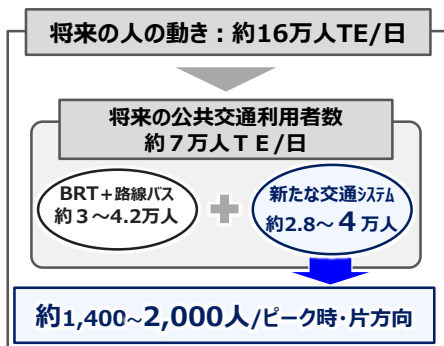 将来の人の動き：約16万人TE/日
将来の公共交通利用者数
約７万人ＴＥ/日
BRT+路線バス
約３～4.2万人
新たな交通ｼｽﾃﾑ
約2.8～４万人
約1,400～2,000人/ピーク時・片方向